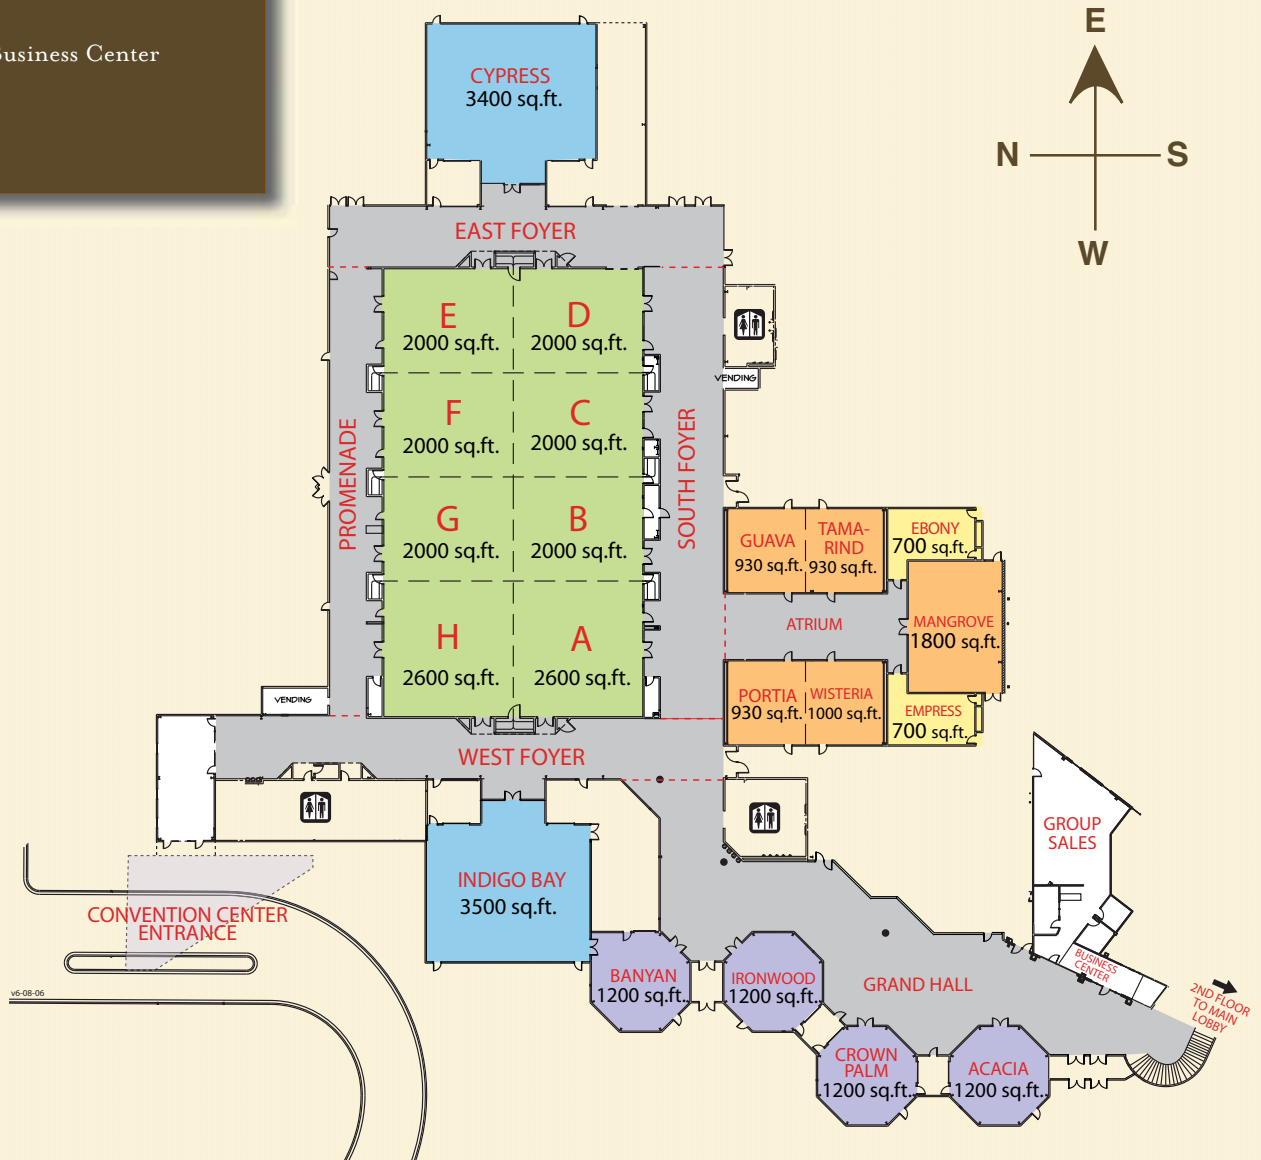 Business Center
E
N
S
W
CYPRESS
3400 sq.ft.
EAST FOYER
E
2000 sq.ft.
D
2000 sq.ft.
VENDING
F
2000 sq.ft.
C
2000 sq.ft.
PROMENADE
SOUTH FOYER
G
2000 sq.ft.
B
2000 sq.ft.
GUAVA
930 sq.ft.
TAMA-
RIND
930 sq.ft.
EBONY
700 sq.ft.
ATRIUM
MANGROVE
1800 sq.ft.
H
2600 sq.ft.
A
2600 sq.ft.
PORTIA
930 sq.ft.
WISTERIA
1000 sq.ft.
EMPRESS
700 sq.ft.
VENDING
WEST FOYER
GROUP
SALES
INDIGO BAY
3500 sq.ft.
CONVENTION CENTER
ENTRANCE
v6-08-06
BANYAN
1200 sq.ft..
IRONWOOD
1200 sq.ft..
GRAND HALL
BUSINESS
CENTER
2ND FLOOR
TO MAIN
LOBBY
CROWN
PALM
1200 sq.ft..
ACACIA
1200 sq.ft..